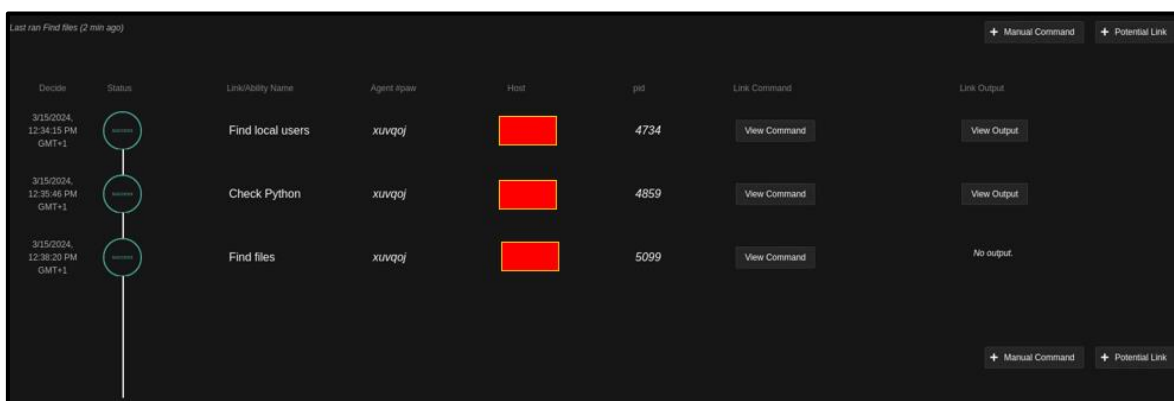 Last ran Find files (2 min ago)
+ Manual Command + Potential Link
Decide Status Link/Ability Name Agent #paw Host pid Link Command Link Output
3/15/2024,
12:34:15 PM
GMT+1
success
Find local users xuvqoj 4734 View Command View Output
3/15/2024,
12:35:46 PM
GMT+1
success
Check Python xuvqoj 4859 View Command View Output
3/15/2024,
12:38:20 PM
GMT+1
success
Find files xuvqoj 5099 View Command No output.
+ Manual Command + Potential Link